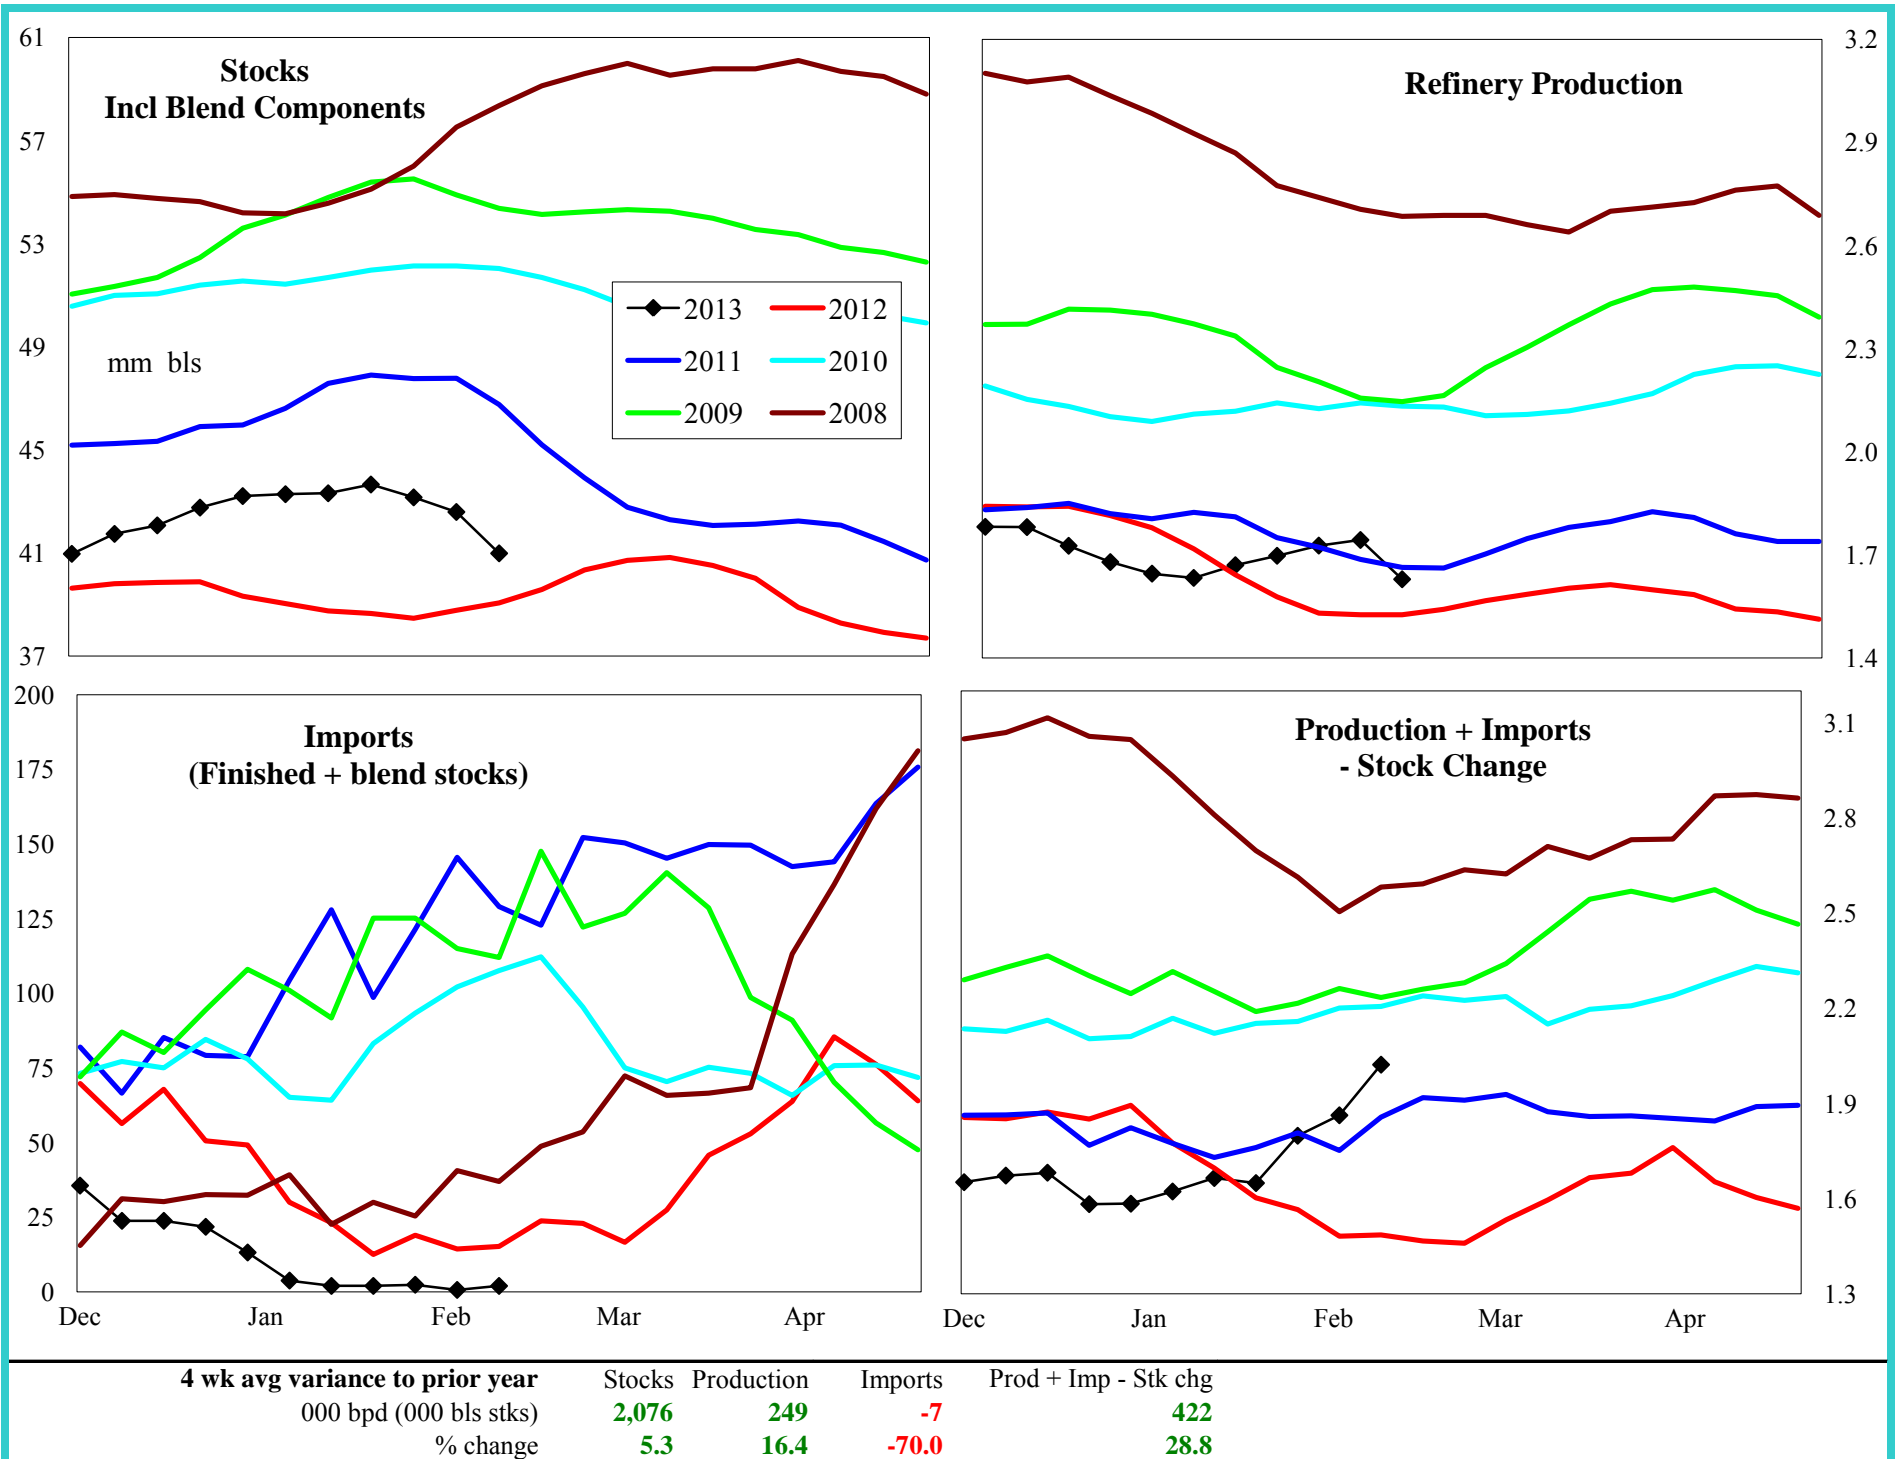 Stocks
Incl Blend Components
61
57
53
49
45
41
37
mm bls
2013
2012
2011
2010
2009
2008
Refinery Production
3.2
2.9
2.6
2.3
2.0
1.7
1.4
Imports
(Finished + blend stocks)
200
175
150
125
100
75
50
25
0
Dec Jan Feb Mar Apr
Production + Imports
- Stock Change
3.1
2.8
2.5
2.2
1.9
1.6
1.3
Dec Jan Feb Mar Apr
4 wk avg variance to prior year Stocks Production Imports Prod + Imp - Stk chg
000 bpd (000 bls stks) 2,076 249 -7 422
% change 5.3 16.4 -70.0 28.8